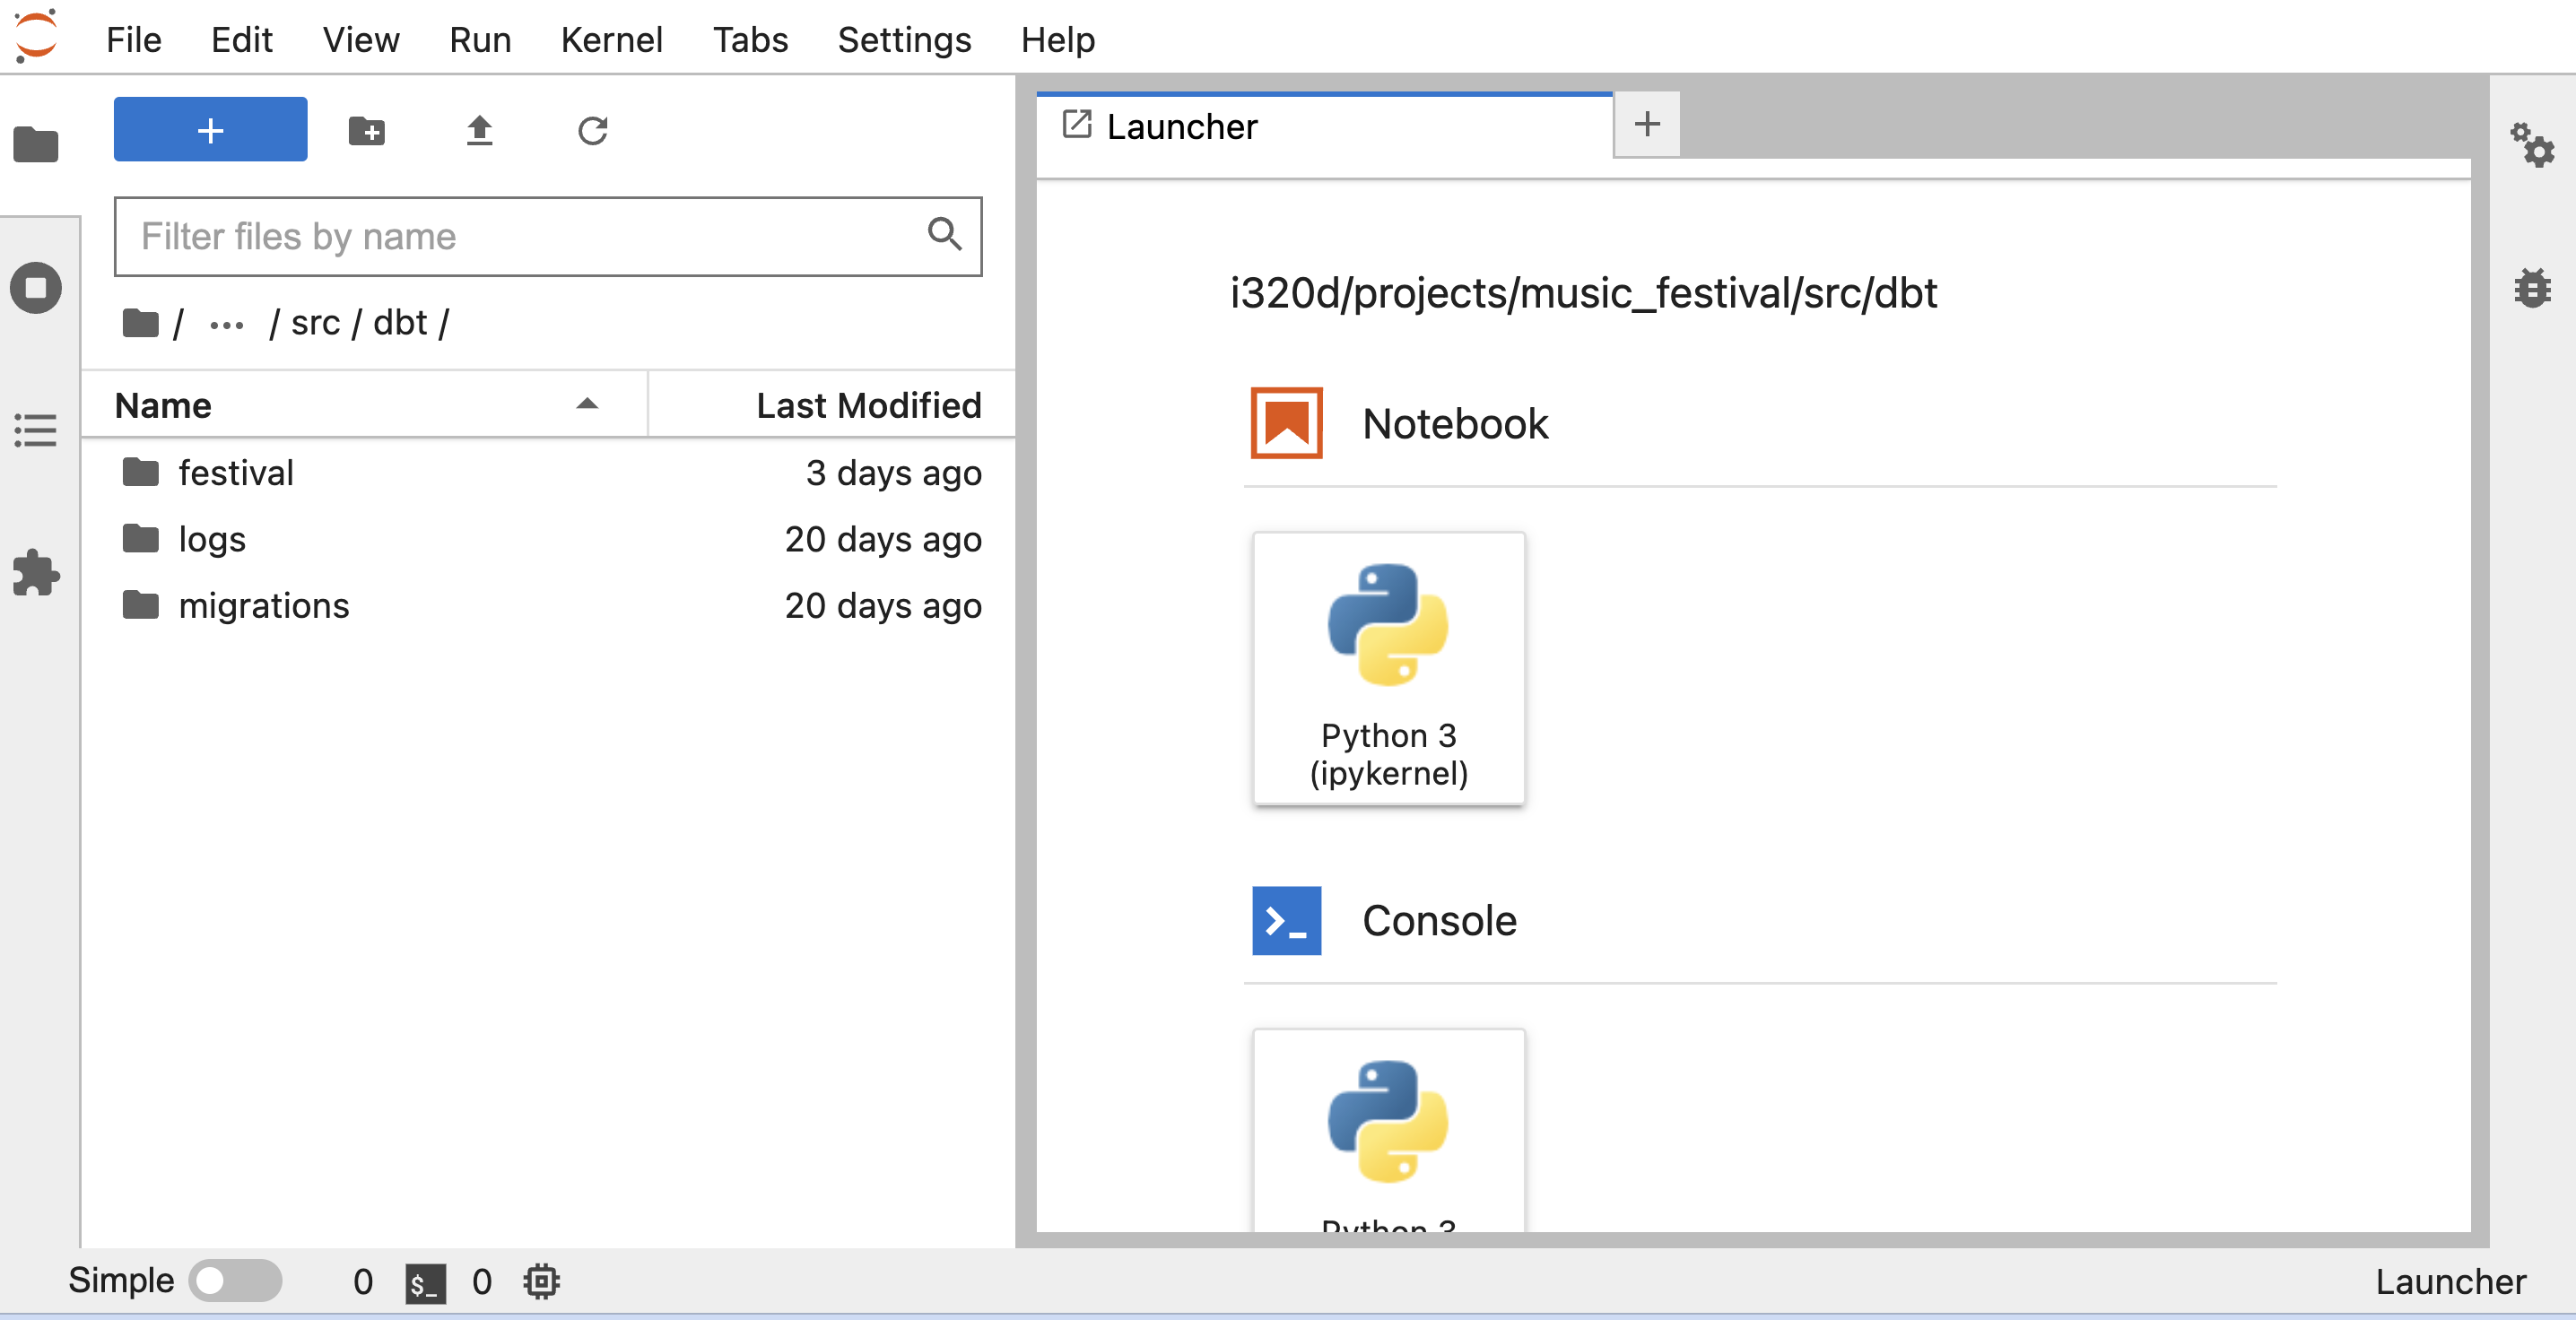 File Edit View Run Kernel Tabs Settings Help
+
Filter files by name
/ ... / src / dbt /
Name Last Modified
festival 3 days ago
logs 20 days ago
migrations 20 days ago
Launcher +
i320d/projects/music_festival/src/dbt
Notebook
Python 3
(ipykernel)
>_ Console
Python 3
Simple 0 $_ 0 Launcher